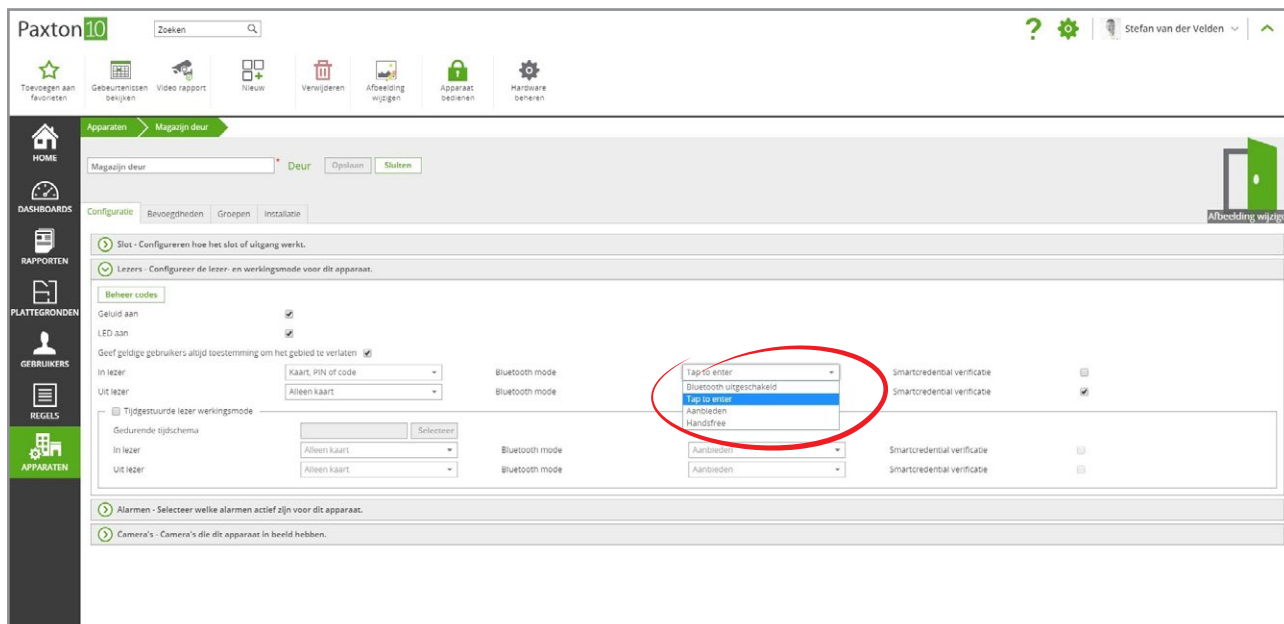 Paxton10
Zoeken
?
Stefan van der Velden
Toevoegen aan favorieten
Gebeurtenissen bekijken
Video rapport
Nieuw
Verwijderen
Afbeelding wijzigen
Apparaat bedienen
Hardware beheren
HOME
DASHBOARDS
RAPPORTEN
PLATTEGRONDEN
GEBRUIKERS
REGELS
APPARATEN
Apparaten Magazijn deur
Magazijn deur * Deur Opslaan Sluiten
Afbeelding wijzige
Configuratie Bevoegdheden Groepen Installatie
Slot - Configureren hoe het slot of uitgang werkt.
Lezers - Configureer de lezer- en werkingsmode voor dit apparaat.
Beheer codes
Geluid aan
LED aan
Geef geldige gebruikers altijd toestemming om het gebied te verlaten
In lezer Kaart, PIN of code Bluetooth mode Tap to enter Smartcredential verificatie
Uit lezer Alleen kaart Bluetooth mode Smartcredential verificatie
Bluetooth uitgeschakeld
Tap to enter
Aanbieden
Handsfree
Tijdgestuurde lezer werkingsmode
Gedurende tijdschema Selecteer
In lezer Alleen kaart Bluetooth mode Aanbieden Smartcredential verificatie
Uit lezer Alleen kaart Bluetooth mode Aanbieden Smartcredential verificatie
Alarmen - Selecteer welke alarmen actief zijn voor dit apparaat.
Camera's - Camera's die dit apparaat in beeld hebben.